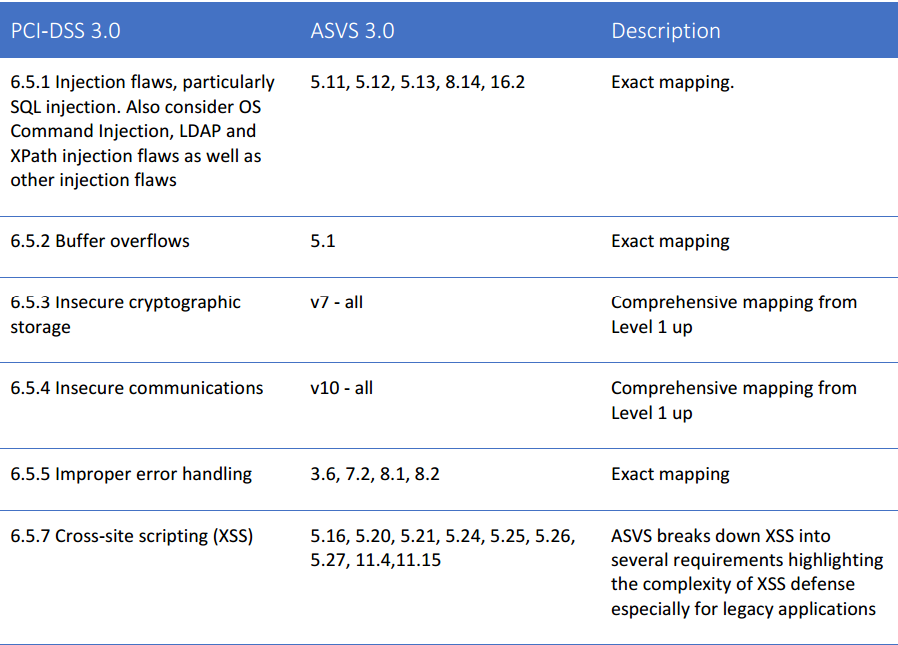 PCI-DSS 3.0 ASVS 3.0 Description
6.5.1 Injection flaws, particularly 5.11, 5.12, 5.13, 8.14, 16.2 Exact mapping.
SQL injection. Also consider OS
Command Injection, LDAP and
XPath injection flaws as well as
other injection flaws
6.5.2 Buffer overflows 5.1 Exact mapping
6.5.3 Insecure cryptographic v7 - all Comprehensive mapping from
storage Level 1 up
6.5.4 Insecure communications v10 - all Comprehensive mapping from
Level 1 up
6.5.5 Improper error handling 3.6, 7.2, 8.1, 8.2 Exact mapping
6.5.7 Cross-site scripting (XSS) 5.16, 5.20, 5.21, 5.24, 5.25, 5.26, ASVS breaks down XSS into
5.27, 11.4,11.15 several requirements highlighting
the complexity of XSS defense
especially for legacy applications